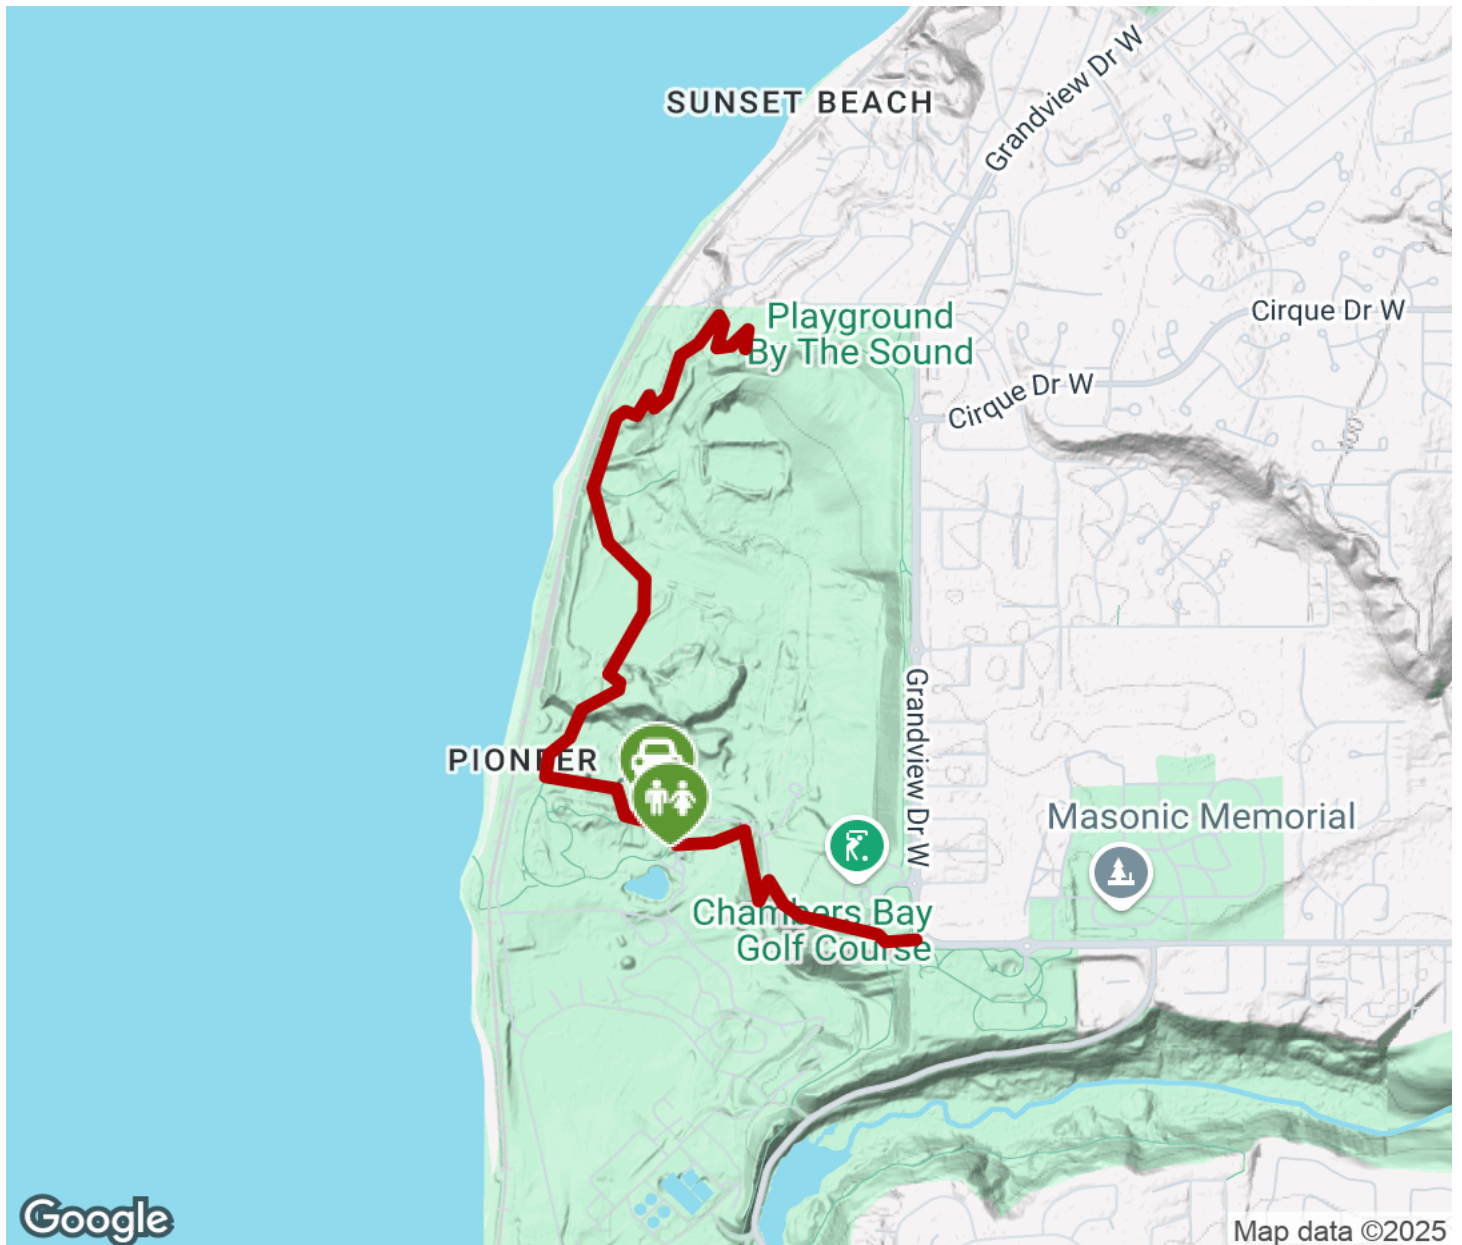 SUNSET BEACH
Grandview Dr W
Playground
By The Sound
Cirque Dr W
Cirque Dr W
Grandview Dr W
PIONEER
Masonic Memorial
Chambers Bay
Golf Course
Google
Map data ©2025